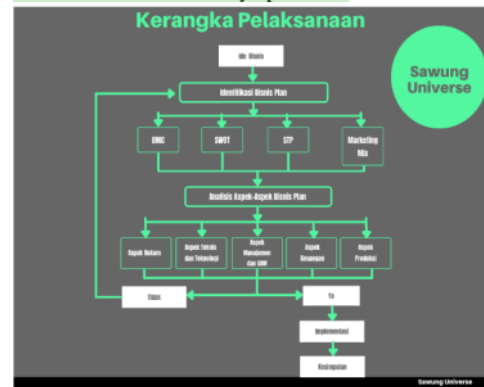 Kerangka Pelaksanaan
Sawung
Universe
Ide Bisnis
Identifikasi Bisnis Plan
BMC
SWOT
STP
Marketing
Mix
Analisis Aspek-Aspek Bisnis Plan
Aspek Hukum
Aspek Teknis
dan Teknologi
Aspek
Manajemen
dan SDM
Aspek
Keuangan
Aspek
Produksi
Tidak
Ya
Implementasi
Kesimpulan
Sawung Universe